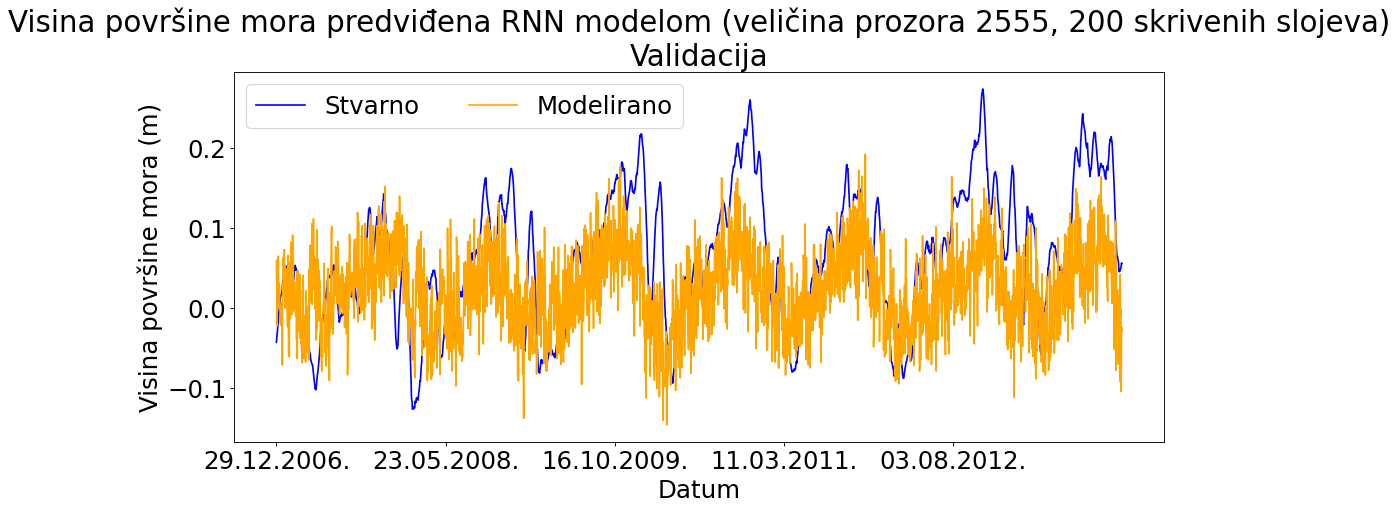 Visina površine mora predviđena RNN modelom (veličina prozora 2555, 200 skrivenih slojeva)
Validacija
Stvarno
Modelirano
Visina površine mora (m)
0.2
0.1
0.0
−0.1
29.12.2006.
23.05.2008.
16.10.2009.
11.03.2011.
03.08.2012.
Datum